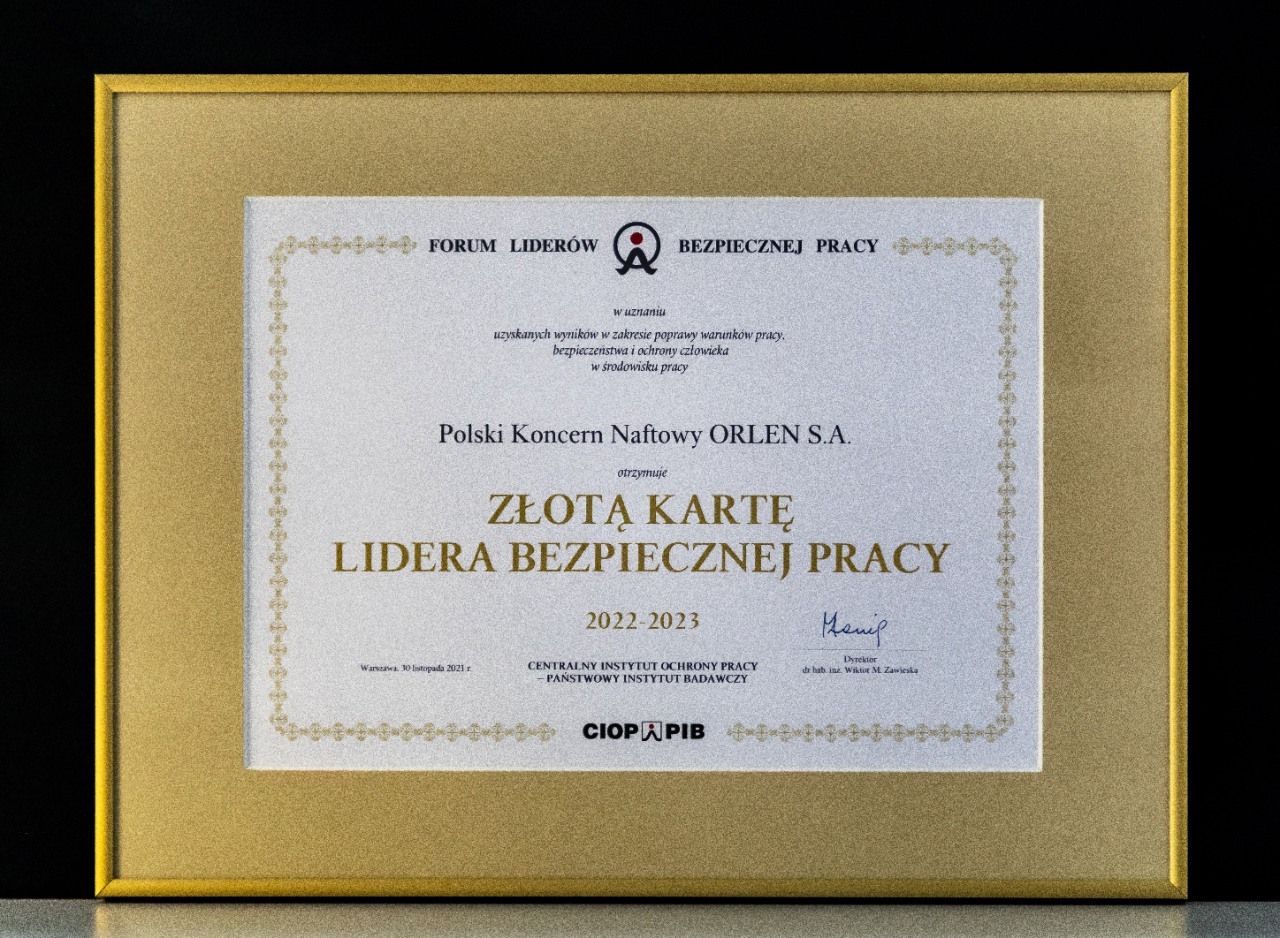 FORUM LIDERÓW BEZPIECZNEJ PRACY
w uznaniu
uzyskanych wyników w zakresie poprawy warunków pracy,
bezpieczeństwa i ochrony człowieka
w środowisku pracy
Polski Koncern Naftowy ORLEN S.A.
otrzymuje
ZŁOTĄ KARTĘ
LIDERA BEZPIECZNEJ PRACY
2022-2023
Warszawa, 30 listopada 2021 r.
CENTRALNY INSTYTUT OCHRONY PRACY
– PAŃSTWOWY INSTYTUT BADAWCZY
Dyrektor
dr hab. inż. Wiktor M. Zawieska
CIOP PIB